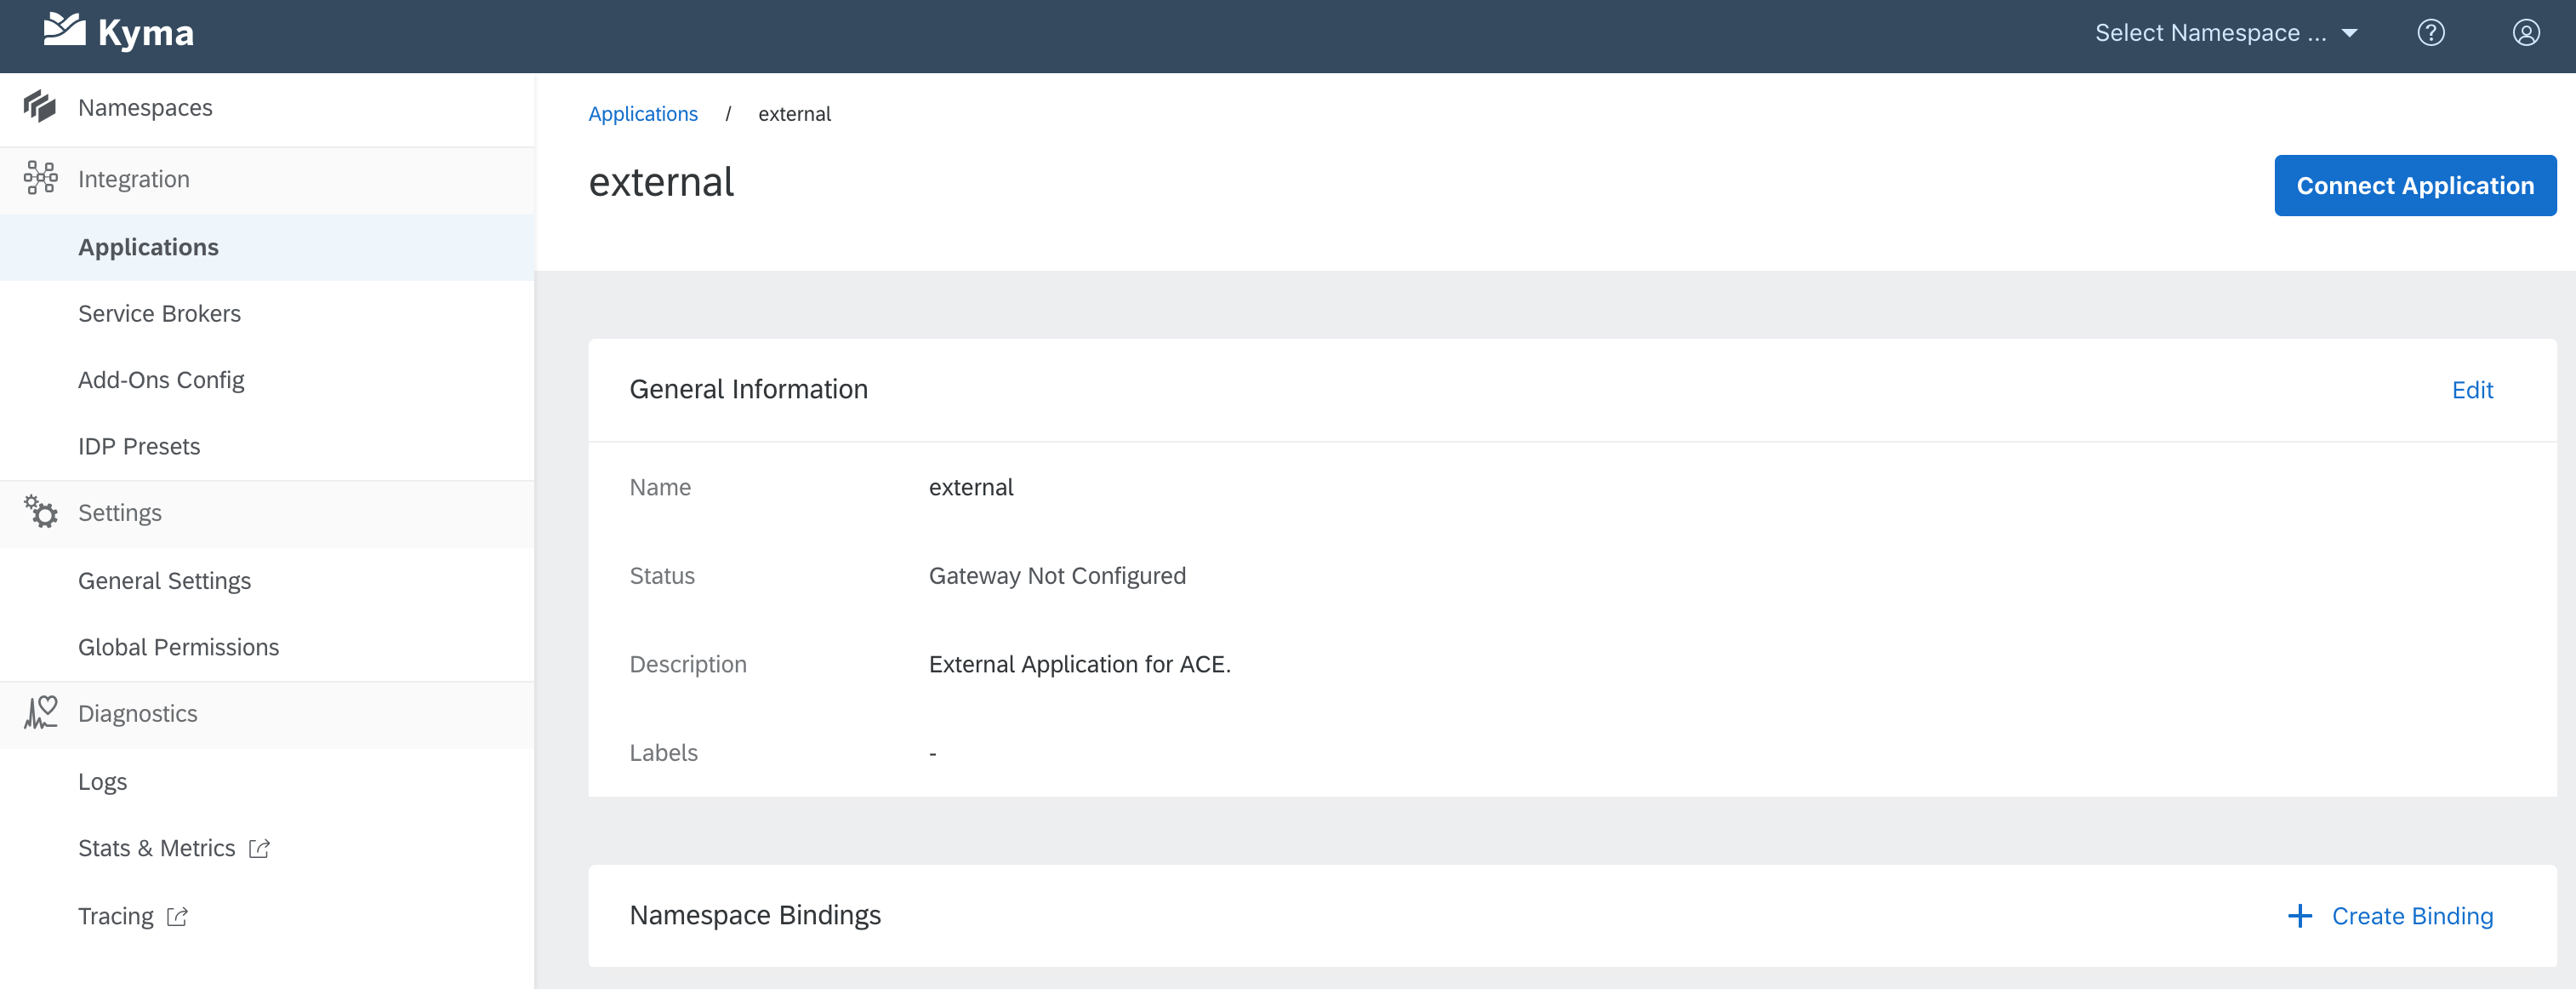 Kyma
Select Namespace ...
Namespaces
Integration
Applications
Service Brokers
Add-Ons Config
IDP Presets
Settings
General Settings
Global Permissions
Diagnostics
Logs
Stats & Metrics
Tracing
Applications / external
external
Connect Application
General Information
Edit
Name external
Status Gateway Not Configured
Description External Application for ACE.
Labels -
Namespace Bindings
+ Create Binding